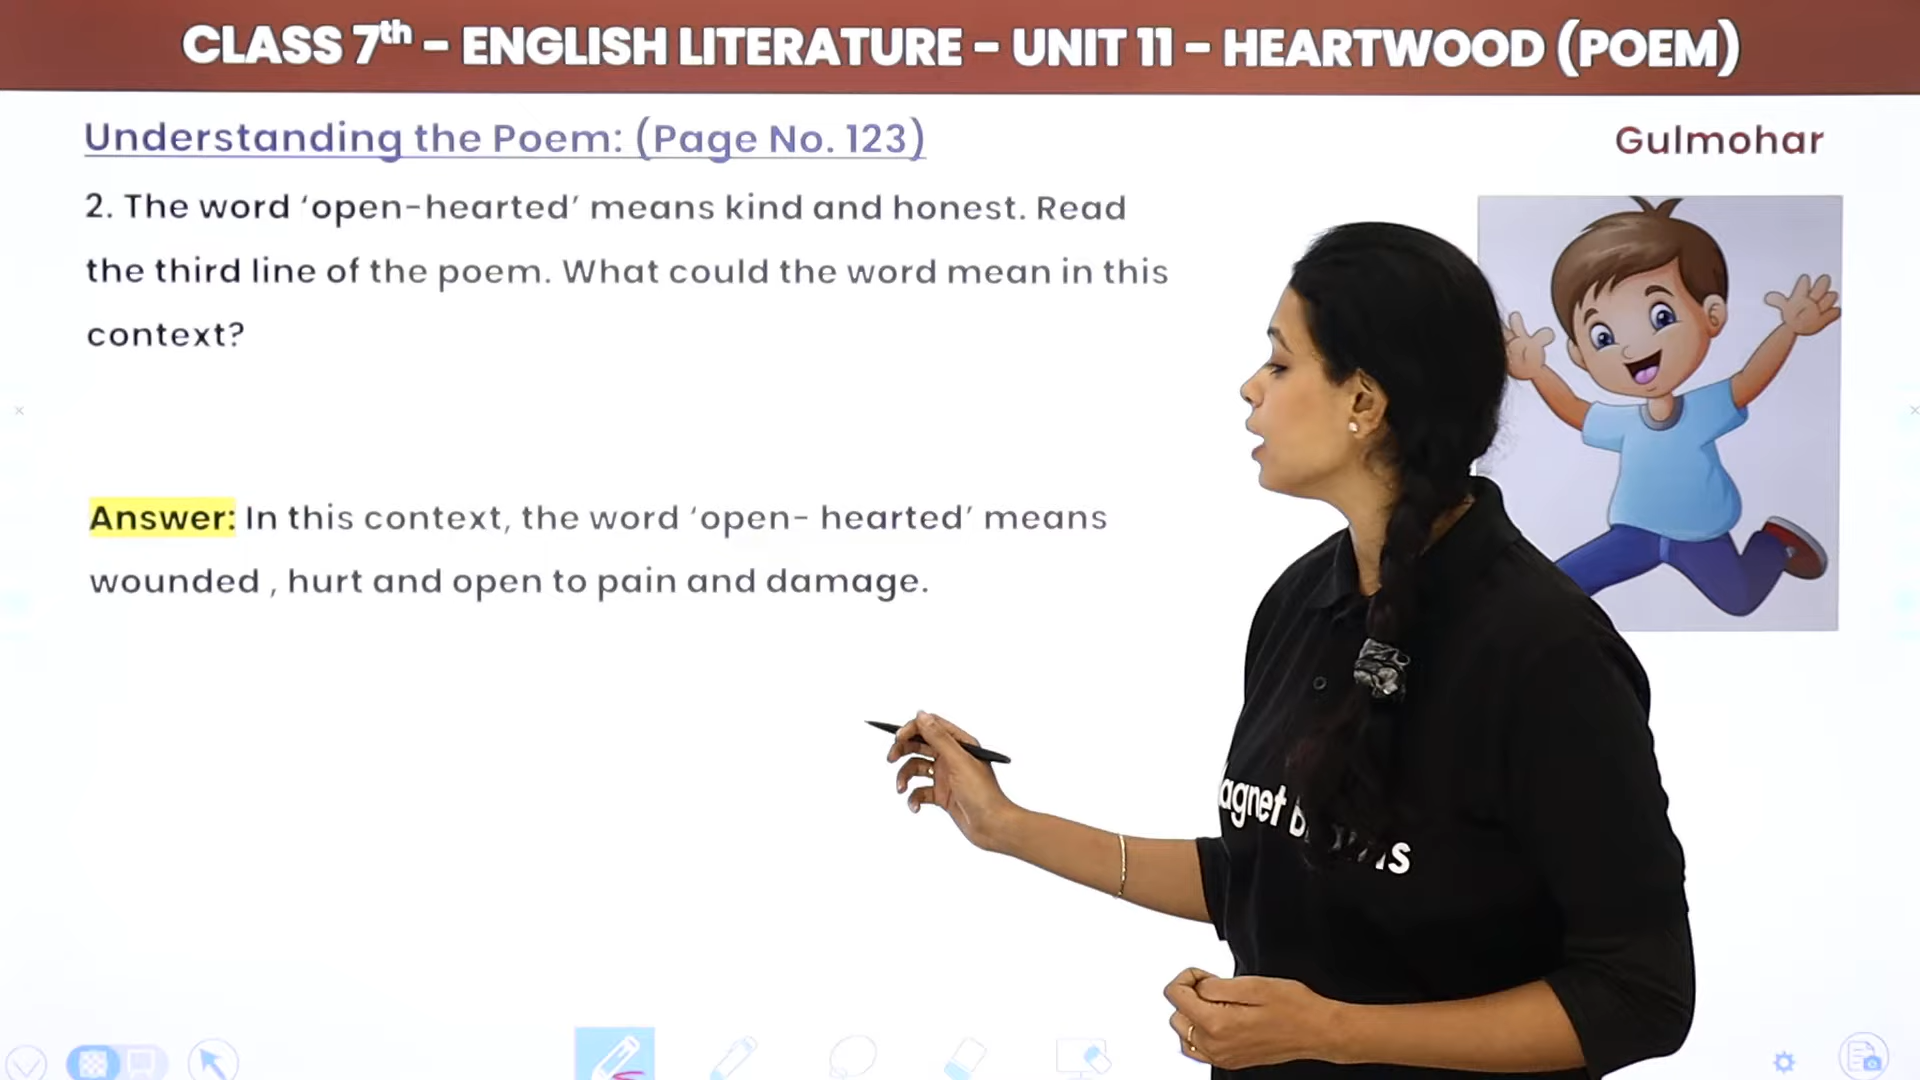 CLASS 7th – ENGLISH LITERATURE – UNIT 11 – HEARTWOOD (POEM)
Understanding the Poem: (Page No. 123)
Gulmohar
2. The word ‘open-hearted’ means kind and honest. Read
the third line of the poem. What could the word mean in this
context?
Answer: In this context, the word ‘open- hearted’ means
wounded , hurt and open to pain and damage.